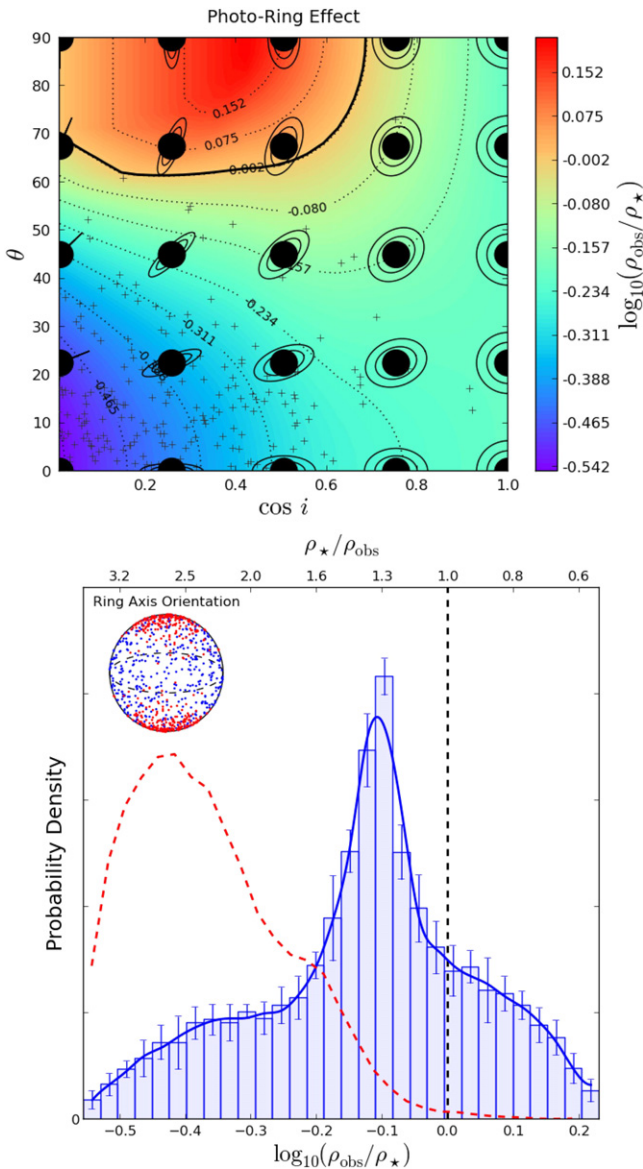 Photo-Ring Effect
90
80
70
60
50
40
30
20
10
0
θ
0.2 0.4 0.6 0.8 1.0
cos i
0.152
0.075
0.002
-0.080
-0.234
-0.311
-0.465
0.152
0.075
-0.002
-0.080
-0.157
-0.234
-0.311
-0.388
-0.465
-0.542
log₁₀(ρobs/ρ⋆)
ρ⋆/ρobs
3.2 2.5 2.0 1.6 1.3 1.0 0.8 0.6
Ring Axis Orientation
Probability Density
0
−0.5 −0.4 −0.3 −0.2 −0.1 0.0 0.1 0.2
log₁₀(ρobs/ρ⋆)